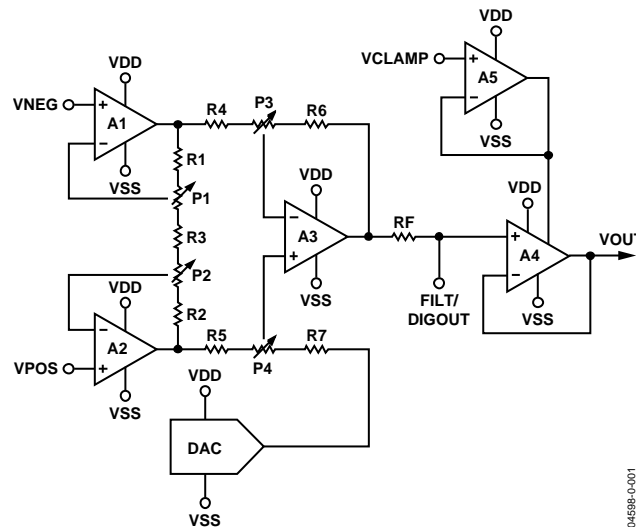 VDD
VCLAMP
+
A5
−
VSS
VDD
VNEG
+
A1
−
VSS
R4
P3
R6
R1
P1
R3
P2
R2
VDD
−
A3
+
VSS
RF
FILT/
DIGOUT
VDD
+
A4
−
VSS
VOUT
VDD
−
A2
+
VPOS
VSS
R5
P4
R7
VDD
DAC
VSS
04598-0-001